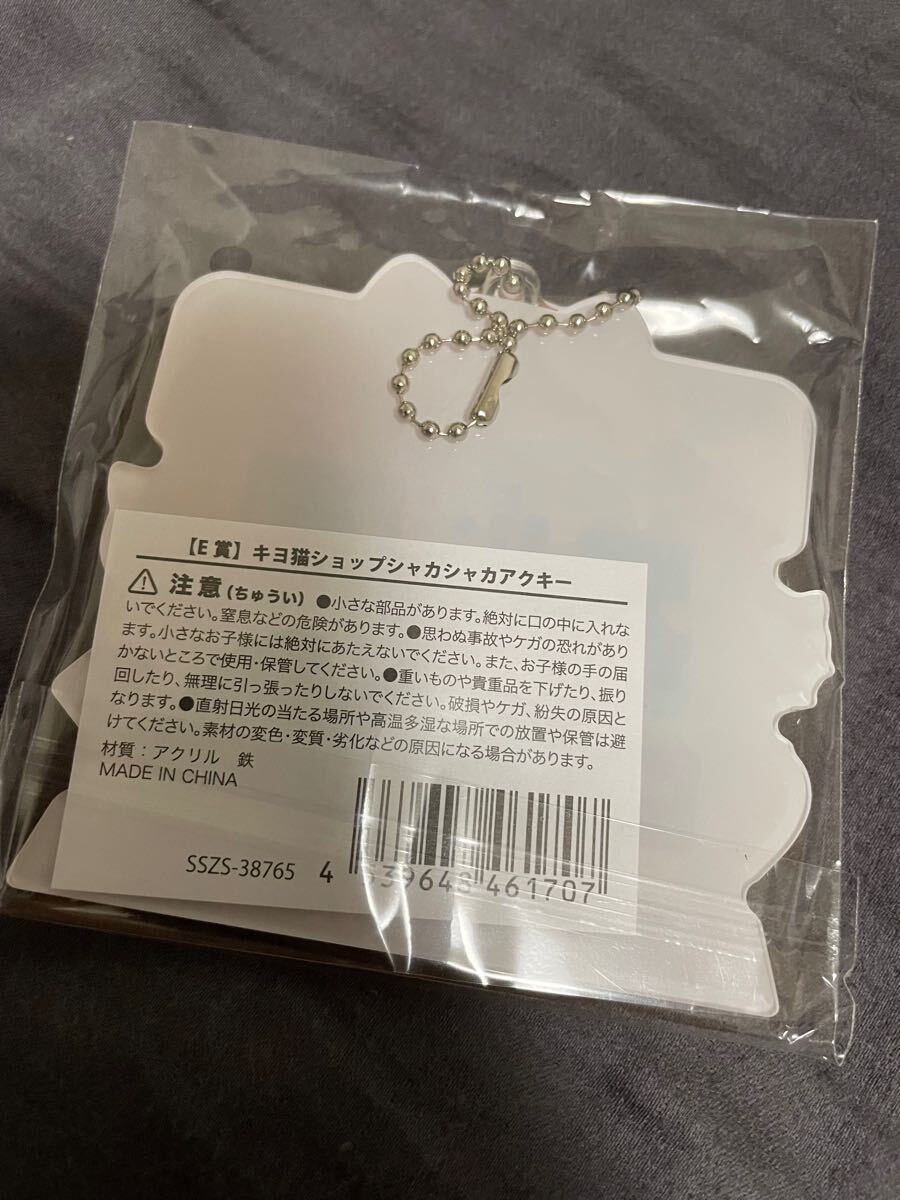 【E 賞】キヨ猫ショップシャカシャカアクキー
注意(ちゅうい) ●小さな部品があります。絶対に口の中に入れな
いでください。窒息などの危険があります。●思わぬ事故やケガの恐れがあり
ます。小さなお子様には絶対にあたえないでください。また、お子様の手の届
かないところで使用・保管してください。●重いものや貴重品を下げたり、振り
回したり、無理に引っ張ったりしないでください。破損やケガ、紛失の原因と
なります。●直射日光の当たる場所や高温多湿な場所での放置や保管は避
けてください。素材の変色・変質・劣化などの原因になる場合があります。
材質：アクリル　鉄
MADE IN CHINA
SSZS-38765 4 539648 461707